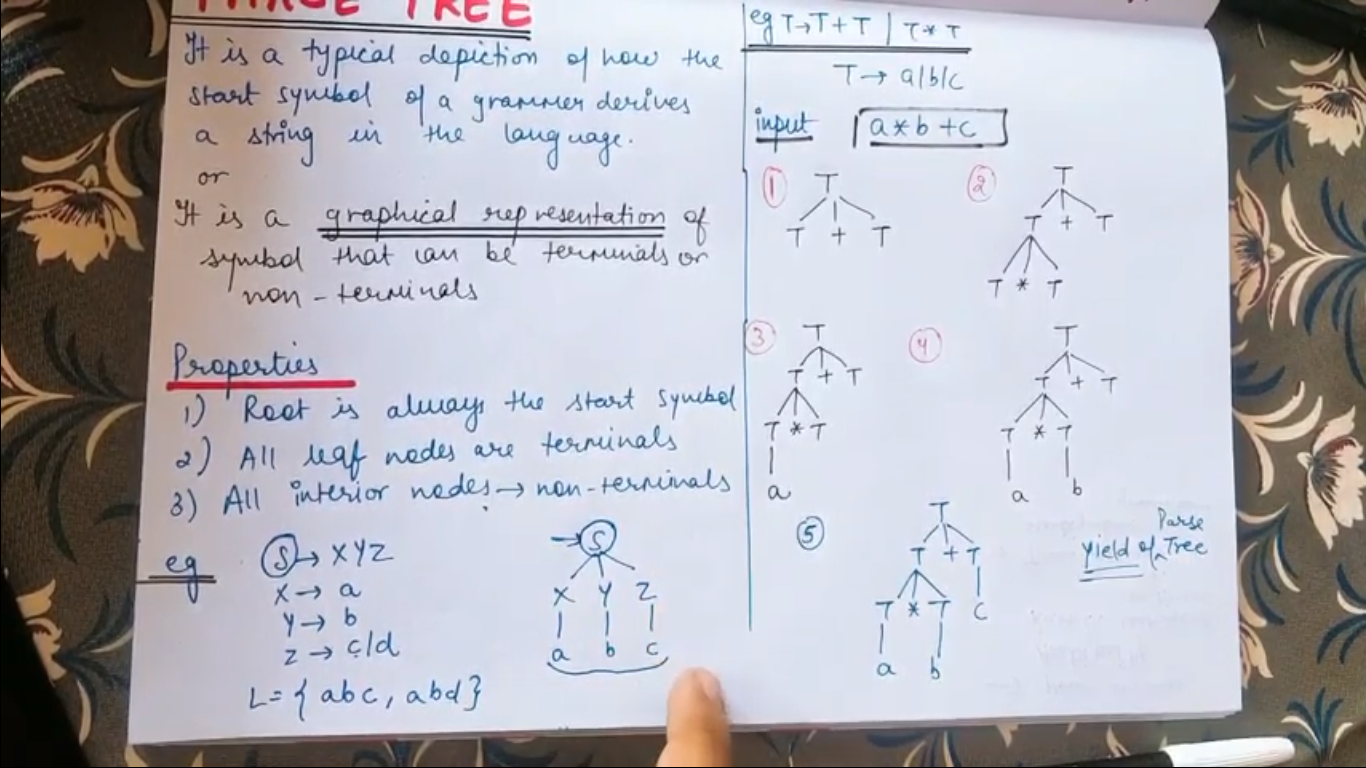 PARSE TREE
It is a typical depiction of how the
start symbol of a grammer derives
a string in the language.
or
It is a graphical representation of
symbol that can be terminals or
non-terminals
Properties
1) Root is always the start symbol
2) All leaf nodes are terminals
3) All interior nodes → non-terminals
eg
S → XYZ
X → a
Y → b
Z → c/d
L = { abc, abd}
→ S
X Y Z
a b c
eg T → T + T | T * T
T → a/b/c
input a * b + c
1
T
T + T
2
T
T + T
T * T
3
T
T + T
T * T
a
4
T
T + T
T * T
a b
5
T
T + T
T * T c
a b
Yield of ^ Parse Tree